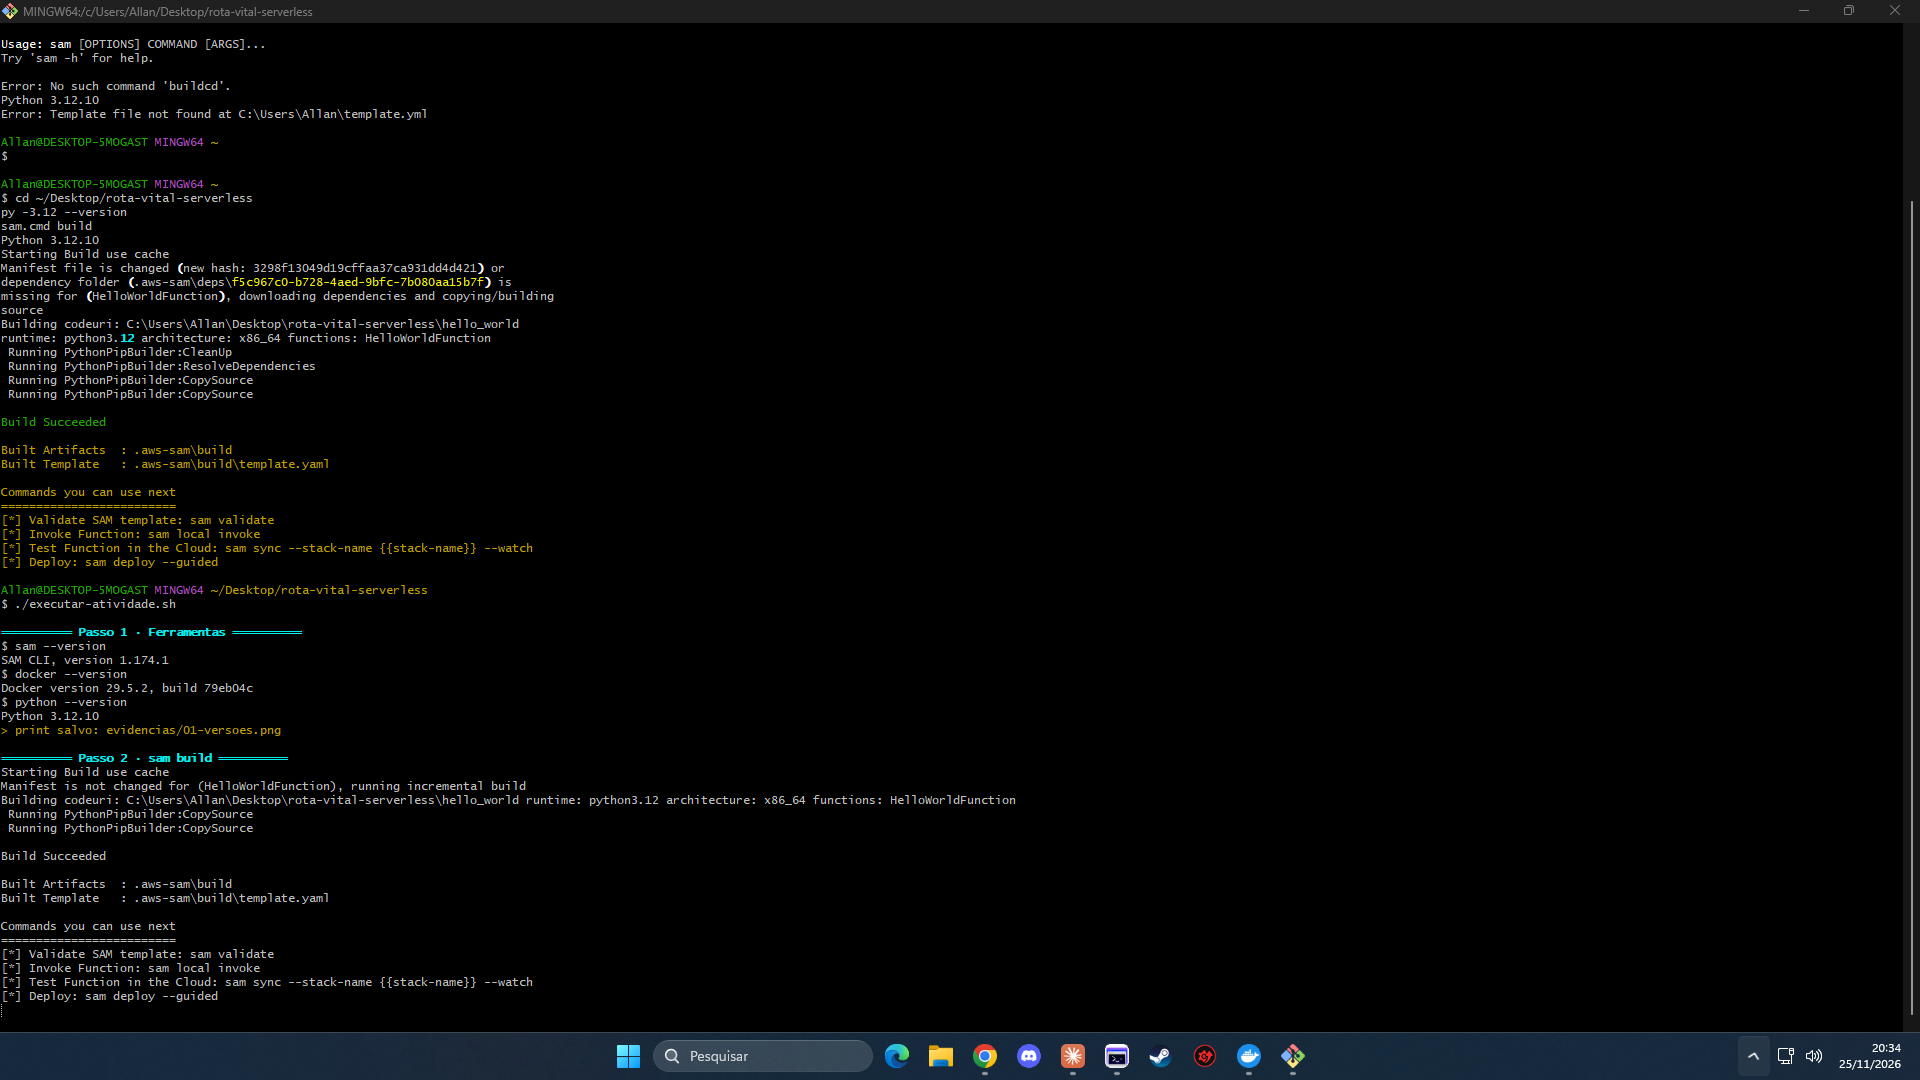 MINGW64:/c/Users/Allan/Desktop/rota-vital-serverless
Usage: sam [OPTIONS] COMMAND [ARGS]...
Try 'sam -h' for help.
Error: No such command 'buildcd'.
Python 3.12.10
Error: Template file not found at C:\Users\Allan\template.yml
Allan@DESKTOP-5MOGAST MINGW64 ~
$
Allan@DESKTOP-5MOGAST MINGW64 ~
$ cd ~/Desktop/rota-vital-serverless
py -3.12 --version
sam.cmd build
Python 3.12.10
Starting Build use cache
Manifest file is changed (new hash: 3298f13049d19cffaa37ca931dd4d421) or
dependency folder (.aws-sam\deps\f5c967c0-b728-4aed-9bfc-7b080aa15b7f) is
missing for (HelloWorldFunction), downloading dependencies and copying/building
source
Building codeuri: C:\Users\Allan\Desktop\rota-vital-serverless\hello_world
runtime: python3.12 architecture: x86_64 functions: HelloWorldFunction
 Running PythonPipBuilder:CleanUp
 Running PythonPipBuilder:ResolveDependencies
 Running PythonPipBuilder:CopySource
 Running PythonPipBuilder:CopySource
Build Succeeded
Built Artifacts  : .aws-sam\build
Built Template   : .aws-sam\build\template.yaml
Commands you can use next
=========================
[*] Validate SAM template: sam validate
[*] Invoke Function: sam local invoke
[*] Test Function in the Cloud: sam sync --stack-name {{stack-name}} --watch
[*] Deploy: sam deploy --guided
Allan@DESKTOP-5MOGAST MINGW64 ~/Desktop/rota-vital-serverless
$ ./executar-atividade.sh
══════════ Passo 1 · Ferramentas ══════════
$ sam --version
SAM CLI, version 1.174.1
$ docker --version
Docker version 29.5.2, build 79eb04c
$ python --version
Python 3.12.10
> print salvo: evidencias/01-versoes.png
══════════ Passo 2 · sam build ══════════
Starting Build use cache
Manifest is not changed for (HelloWorldFunction), running incremental build
Building codeuri: C:\Users\Allan\Desktop\rota-vital-serverless\hello_world runtime: python3.12 architecture: x86_64 functions: HelloWorldFunction
 Running PythonPipBuilder:CopySource
 Running PythonPipBuilder:CopySource
Build Succeeded
Built Artifacts  : .aws-sam\build
Built Template   : .aws-sam\build\template.yaml
Commands you can use next
=========================
[*] Validate SAM template: sam validate
[*] Invoke Function: sam local invoke
[*] Test Function in the Cloud: sam sync --stack-name {{stack-name}} --watch
[*] Deploy: sam deploy --guided
Pesquisar
20:34
25/11/2026